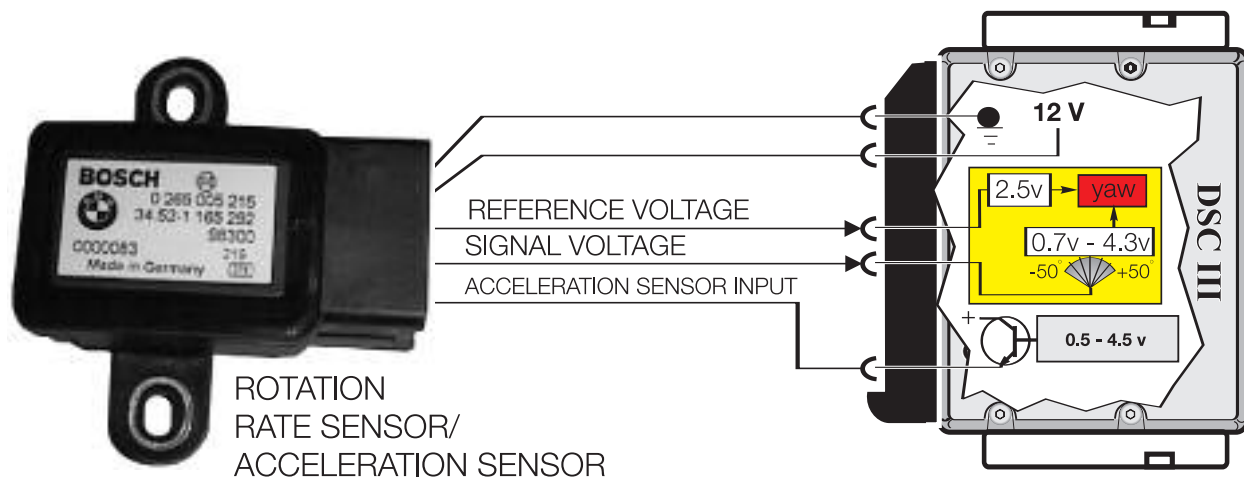 BOSCH
0 265 005 215
34.52-1 165 292
98300
0000083
219
Made in Germany
REFERENCE VOLTAGE
SIGNAL VOLTAGE
ACCELERATION SENSOR INPUT
ROTATION
RATE SENSOR/
ACCELERATION SENSOR
12 V
2.5v
yaw
0.7v - 4.3v
-50° +50°
+
0.5 - 4.5 v
DSC III